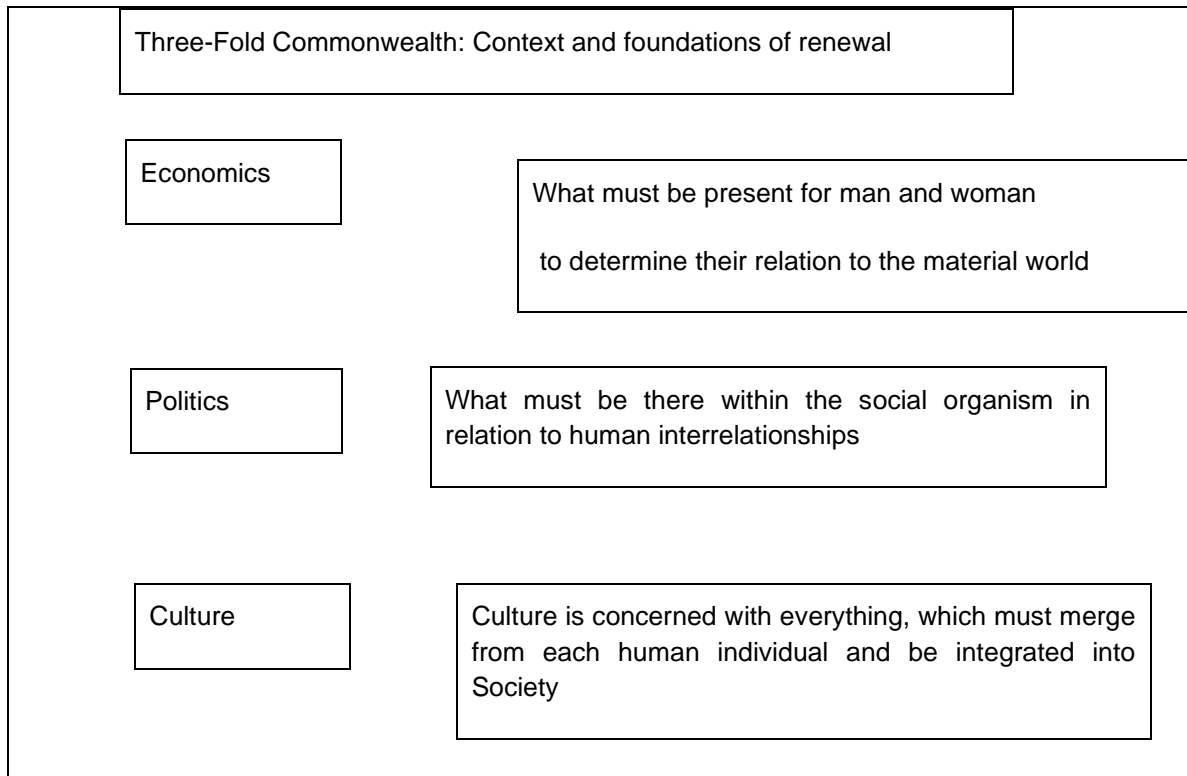 Three-Fold Commonwealth: Context and foundations of renewal
Economics
What must be present for man and woman
to determine their relation to the material world
Politics
What must be there within the social organism in
relation to human interrelationships
Culture
Culture is concerned with everything, which must merge
from each human individual and be integrated into
Society